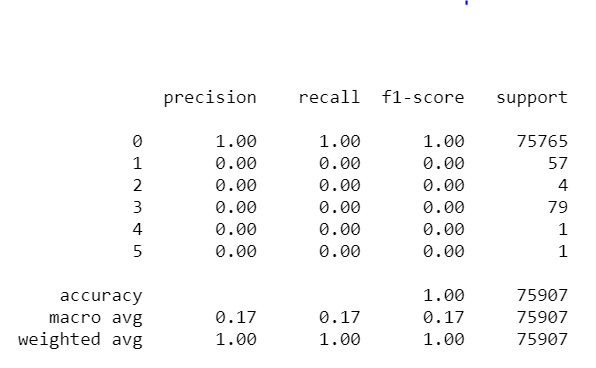 precision recall f1-score support
0 1.00 1.00 1.00 75765
1 0.00 0.00 0.00 57
2 0.00 0.00 0.00 4
3 0.00 0.00 0.00 79
4 0.00 0.00 0.00 1
5 0.00 0.00 0.00 1
accuracy 1.00 75907
macro avg 0.17 0.17 0.17 75907
weighted avg 1.00 1.00 1.00 75907